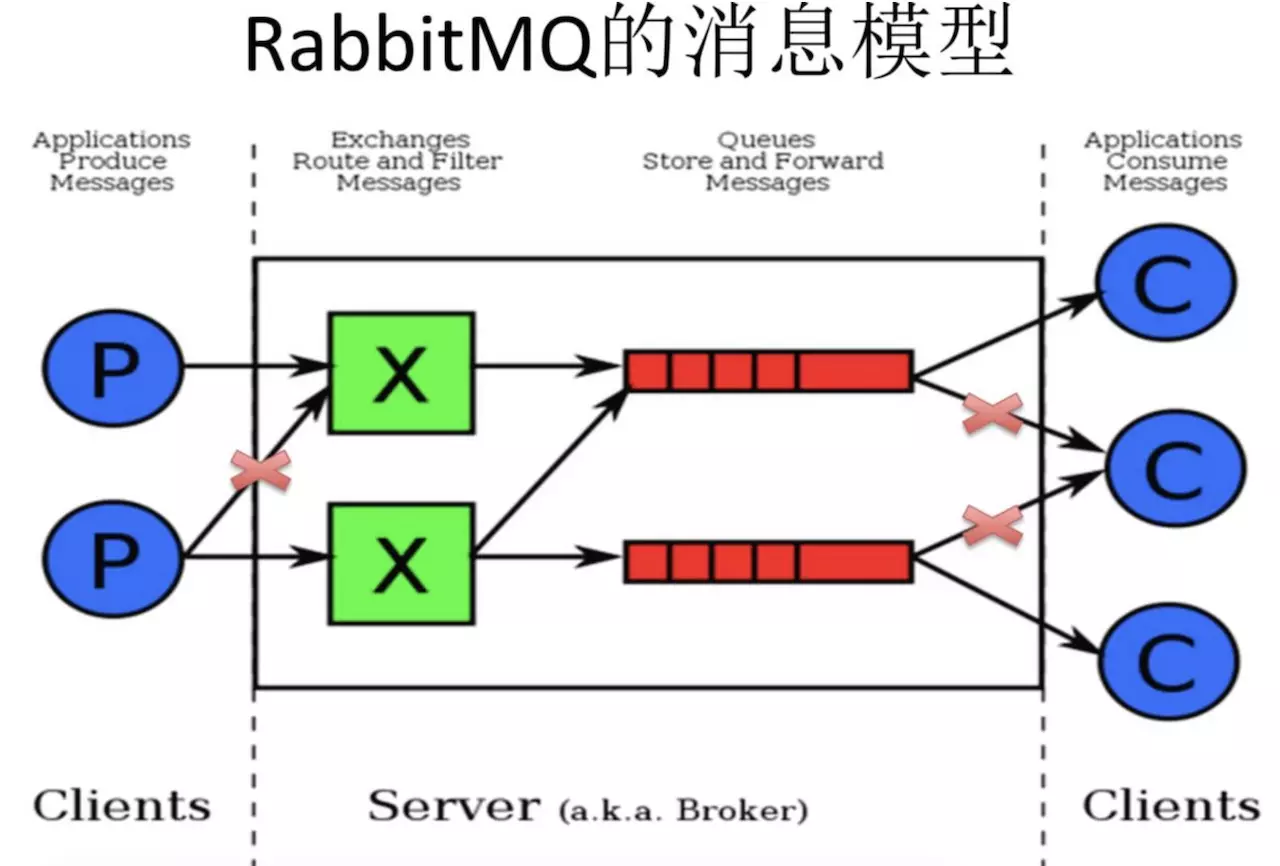 RabbitMQ的消息模型
Applications
Produce
Messages
Exchanges
Route and Filter
Messages
Queues
Store and Forward
Messages
Applications
Consume
Messages
P
P
X
X
C
C
C
Clients
Server (a.k.a. Broker)
Clients